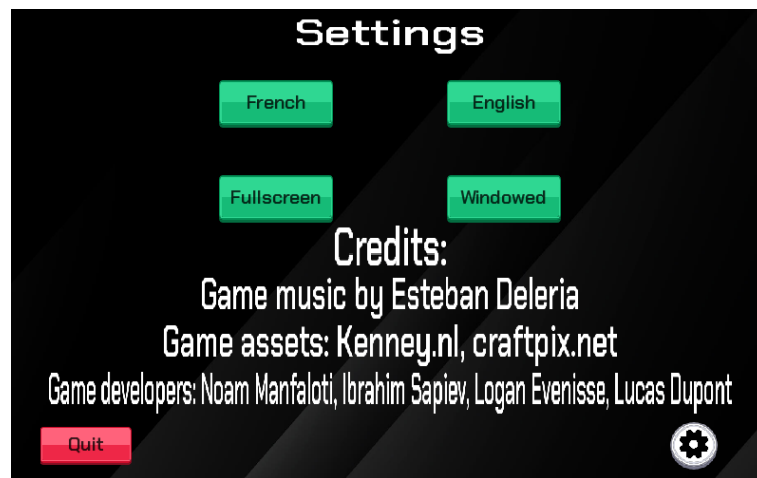 Settings
French English
Fullscreen Windowed
Credits:
Game music by Esteban Deleria
Game assets: Kenney.nl, craftpix.net
Game developers: Noam Manfaloti, Ibrahim Sapiev, Logan Evenisse, Lucas Dupont
Quit